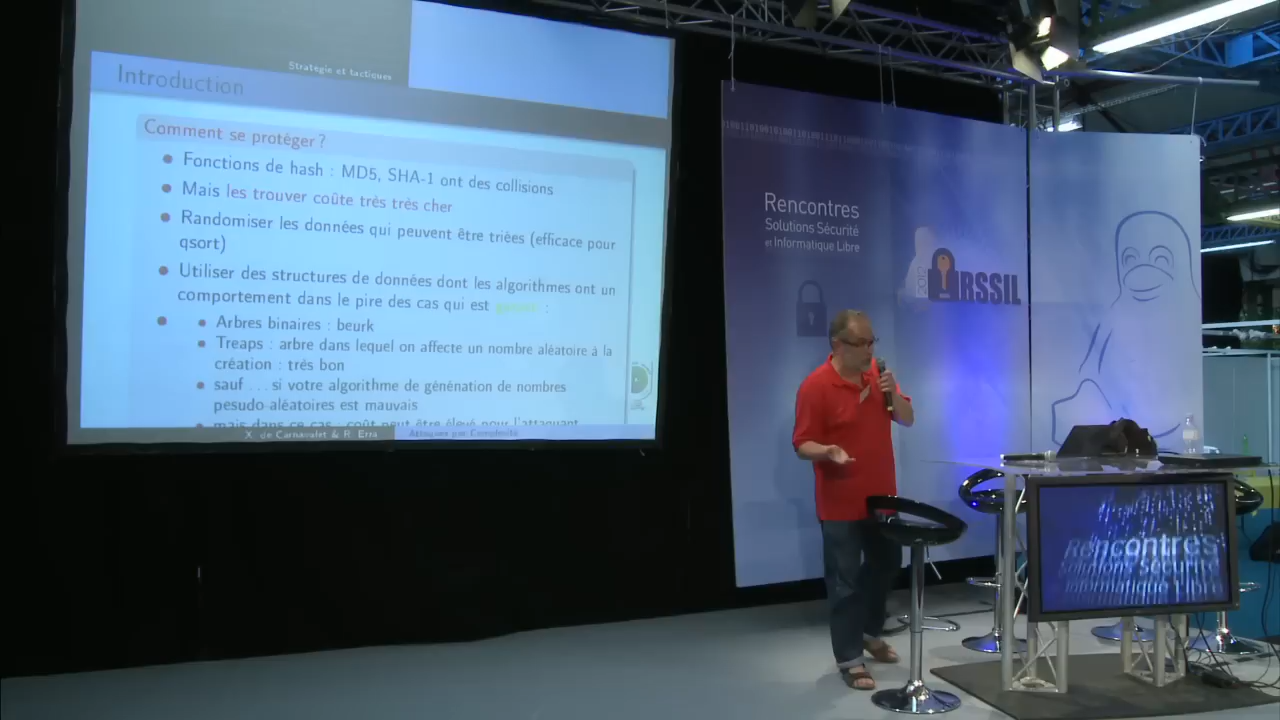 Strategie et tactiques
Introduction
Comment se protéger ?
Fonctions de hash : MD5, SHA-1 ont des collisions
Mais les trouver coûte très très cher
Randomiser les données qui peuvent être triées (efficace pour
qsort)
Utiliser des structures de données dont les algorithmes ont un
comportement dans le pire des cas qui est :
Arbres binaires : beurk
Treaps : arbre dans lequel on affecte un nombre aléatoire à la
création : très bon
sauf ... si votre algorithme de génénation de nombres
pesudo aléatoires est mauvais
mais dans ce cas : coût peut être élevé pour l'attaquant
X. de Carnavalet & R. Erra
Attaques par Complexité
Rencontres
Solutions Sécurité
et Informatique Libre
RSSIL
Rencontres
Solutions Sécurité
Informatique Libre